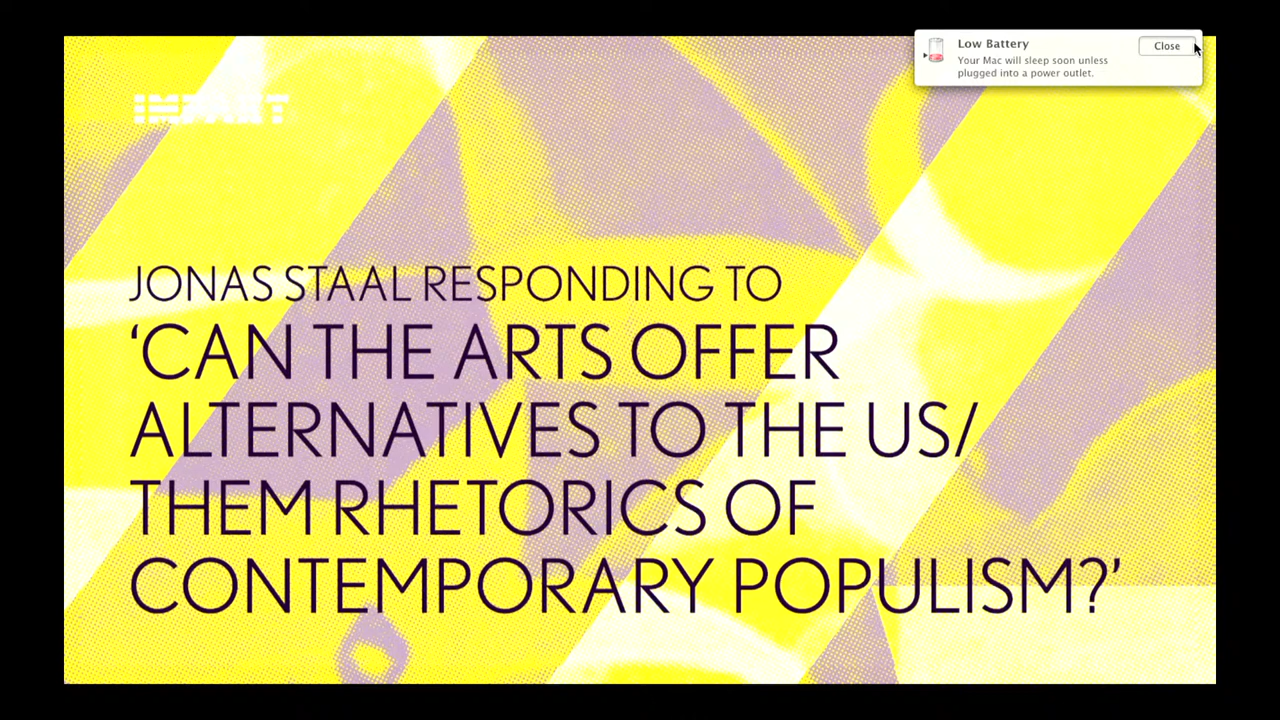 IMPAKT
Low Battery
Your Mac will sleep soon unless
plugged into a power outlet.
Close
JONAS STAAL RESPONDING TO
‘CAN THE ARTS OFFER
ALTERNATIVES TO THE US/
THEM RHETORICS OF
CONTEMPORARY POPULISM?’